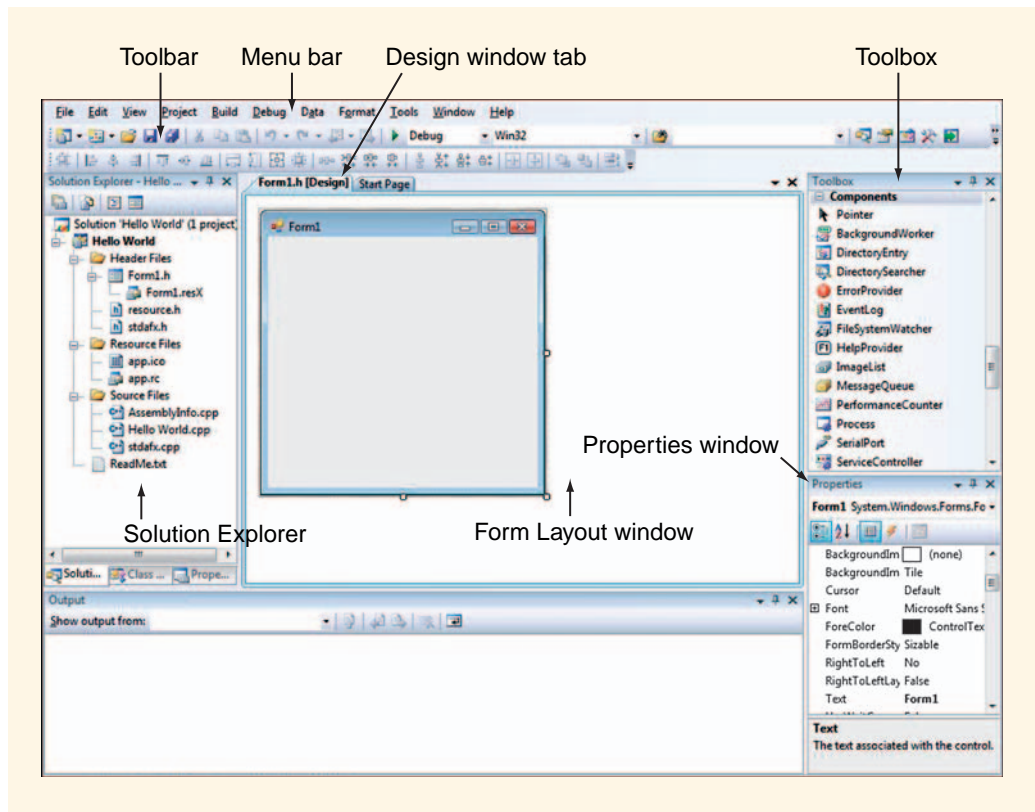 Toolbar Menu bar Design window tab Toolbox
File Edit View Project Build Debug Data Format Tools Window Help
Debug Win32
Solution Explorer - Hello ...
Solution 'Hello World' (1 project)
Hello World
Header Files
Form1.h
Form1.resX
resource.h
stdafx.h
Resource Files
app.ico
app.rc
Source Files
AssemblyInfo.cpp
Hello World.cpp
stdafx.cpp
ReadMe.txt
Solution Explorer
Soluti... Class ... Prope...
Form1.h [Design] Start Page
Form1
Form Layout window
Properties window
Toolbox
Components
Pointer
BackgroundWorker
DirectoryEntry
DirectorySearcher
ErrorProvider
EventLog
FileSystemWatcher
HelpProvider
ImageList
MessageQueue
PerformanceCounter
Process
SerialPort
ServiceController
Properties
Form1 System.Windows.Forms.Fo
BackgroundIm (none)
BackgroundIm Tile
Cursor Default
Font Microsoft Sans S
ForeColor ControlTex
FormBorderSty Sizable
RightToLeft No
RightToLeftLay False
Text Form1
Text
The text associated with the control.
Output
Show output from: